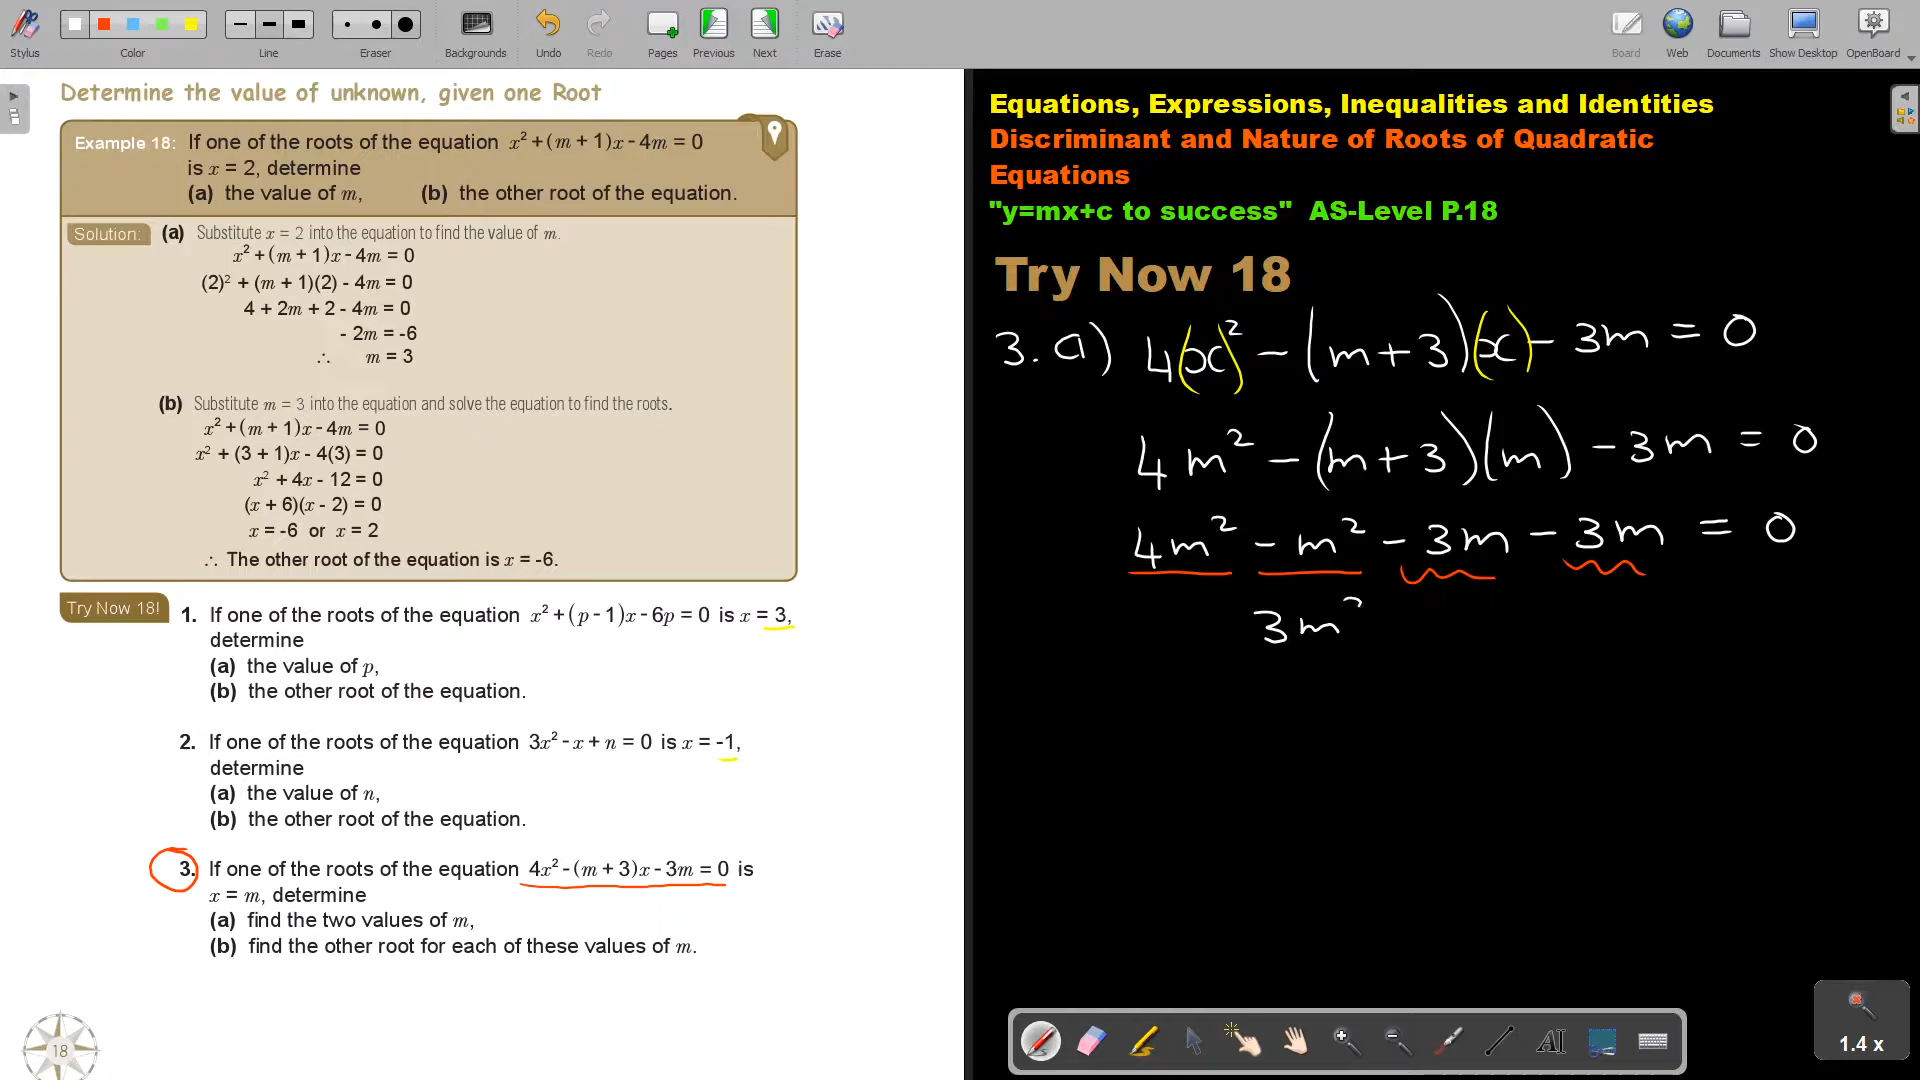 Stylus Color Line Eraser Backgrounds Undo Redo Pages Previous Next Erase Board Web Documents Show Desktop OpenBoard
Determine the value of unknown, given one Root
Example 18: If one of the roots of the equation x² + (m + 1)x - 4m = 0
is x = 2, determine
(a) the value of m, (b) the other root of the equation.
Solution: (a) Substitute x = 2 into the equation to find the value of m.
x² + (m + 1)x - 4m = 0
(2)² + (m + 1)(2) - 4m = 0
4 + 2m + 2 - 4m = 0
- 2m = -6
∴ m = 3
(b) Substitute m = 3 into the equation and solve the equation to find the roots.
x² + (m + 1)x - 4m = 0
x² + (3 + 1)x - 4(3) = 0
x² + 4x - 12 = 0
(x + 6)(x - 2) = 0
x = -6 or x = 2
∴ The other root of the equation is x = -6.
Try Now 18!
1. If one of the roots of the equation x² + (p - 1)x - 6p = 0 is x = 3,
determine
(a) the value of p,
(b) the other root of the equation.
2. If one of the roots of the equation 3x² - x + n = 0 is x = -1,
determine
(a) the value of n,
(b) the other root of the equation.
3. If one of the roots of the equation 4x² - (m + 3)x - 3m = 0 is
x = m, determine
(a) find the two values of m,
(b) find the other root for each of these values of m.
18
Equations, Expressions, Inequalities and Identities
Discriminant and Nature of Roots of Quadratic
Equations
"y=mx+c to success" AS-Level P.18
Try Now 18
3. a) 4(x)² - (m+3)(x) - 3m = 0
4m² - (m+3)(m) - 3m = 0
4m² - m² - 3m - 3m = 0
3m²
1.4 x